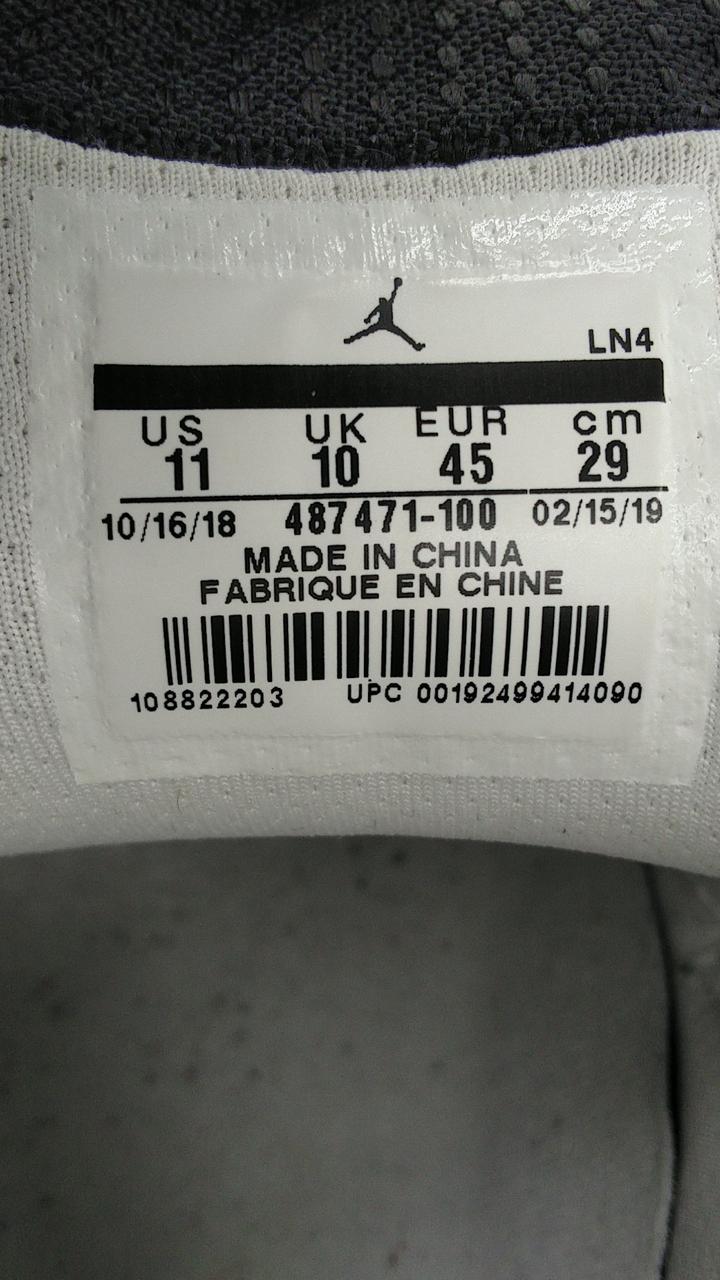 LN4
US UK EUR cm
11 10 45 29
10/16/18 487471-100 02/15/19
MADE IN CHINA
FABRIQUE EN CHINE
108822203 UPC 00192499414090